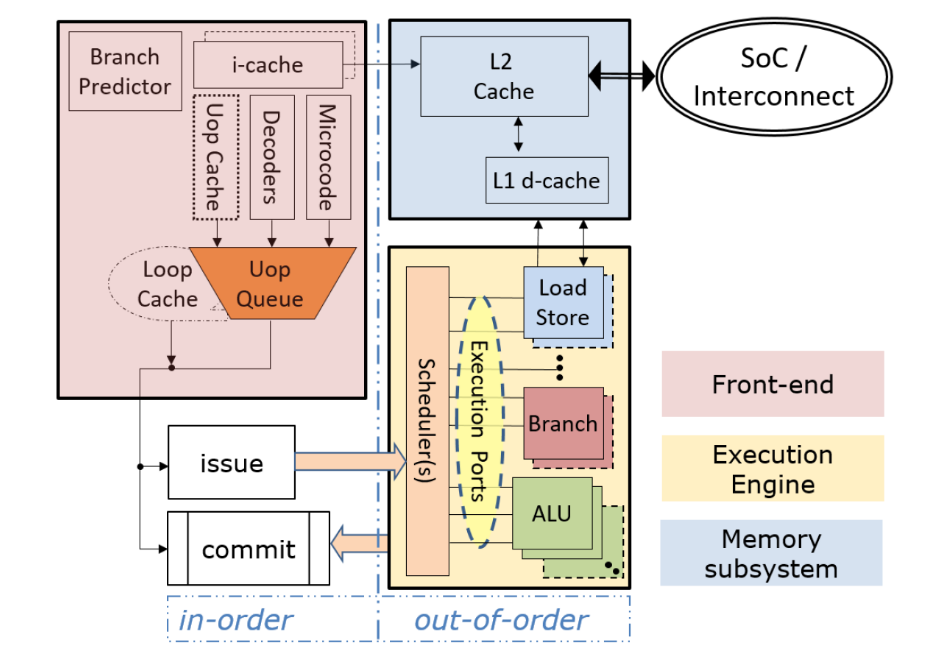 Branch
Predictor
i-cache
Uop Cache
Decoders
Microcode
Loop
Cache
Uop
Queue
L2
Cache
L1 d-cache
SoC /
Interconnect
Scheduler(s)
Execution Ports
Load
Store
Branch
ALU
issue
commit
in-order
out-of-order
Front-end
Execution
Engine
Memory
subsystem